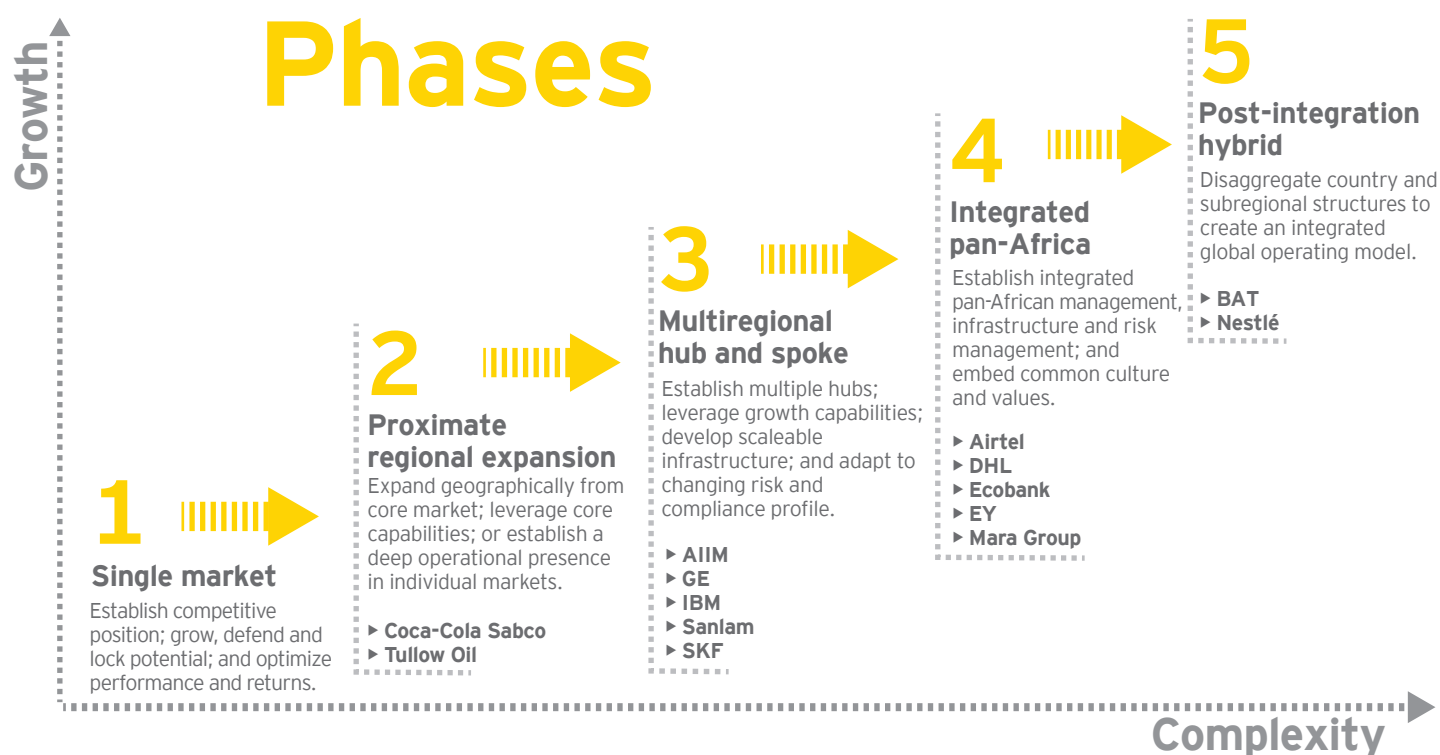 Growth
Phases
1
Single market
Establish competitive
position; grow, defend and
lock potential; and optimize
performance and returns.
2
Proximate
regional expansion
Expand geographically from
core market; leverage core
capabilities; or establish a
deep operational presence
in individual markets.
▸ Coca-Cola Sabco
▸ Tullow Oil
3
Multiregional
hub and spoke
Establish multiple hubs;
leverage growth capabilities;
develop scaleable
infrastructure; and adapt to
changing risk and
compliance profile.
▸ AIIM
▸ GE
▸ IBM
▸ Sanlam
▸ SKF
4
Integrated
pan-Africa
Establish integrated
pan-African management,
infrastructure and risk
management; and
embed common culture
and values.
▸ Airtel
▸ DHL
▸ Ecobank
▸ EY
▸ Mara Group
5
Post-integration
hybrid
Disaggregate country and
subregional structures to
create an integrated
global operating model.
▸ BAT
▸ Nestlé
Complexity